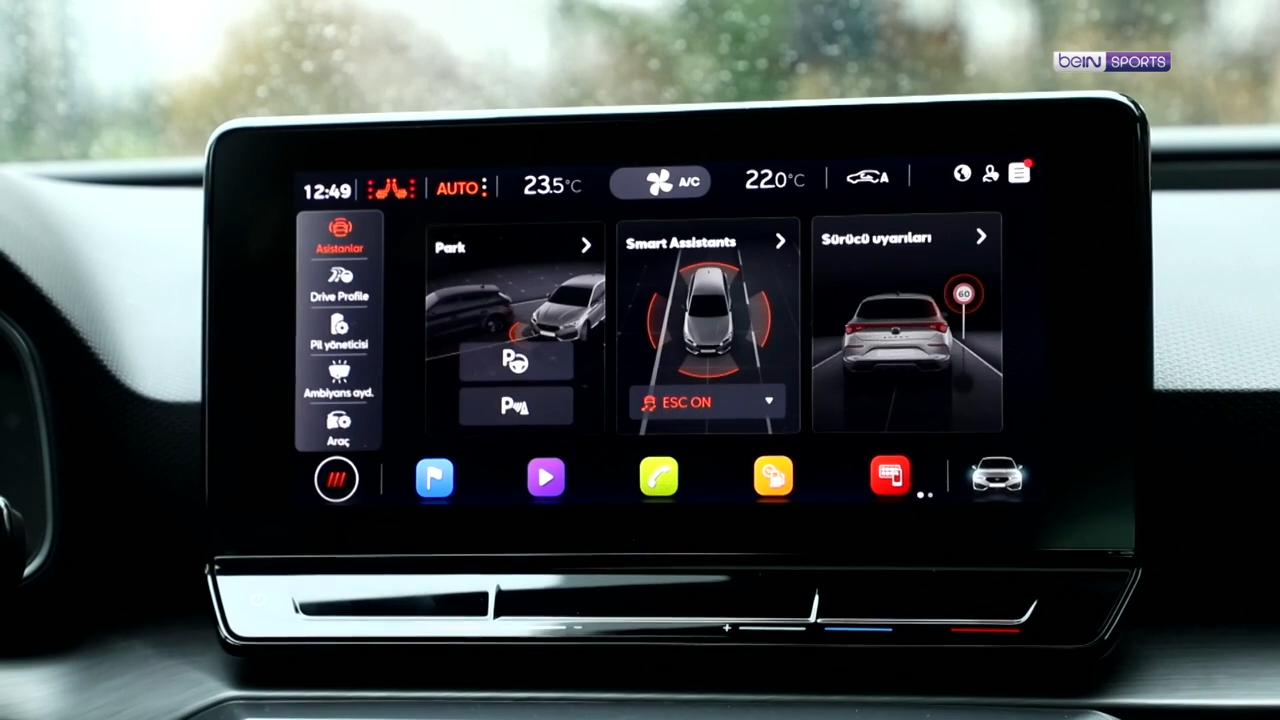 beIN SPORTS
12:49 AUTO 23.5°C A/C 22.0°C A
Asistanlar
Drive Profile
Pil yöneticisi
Ambiyans ayd.
Araç
Park
Smart Assistants
ESC ON
Sürücü uyarıları
60